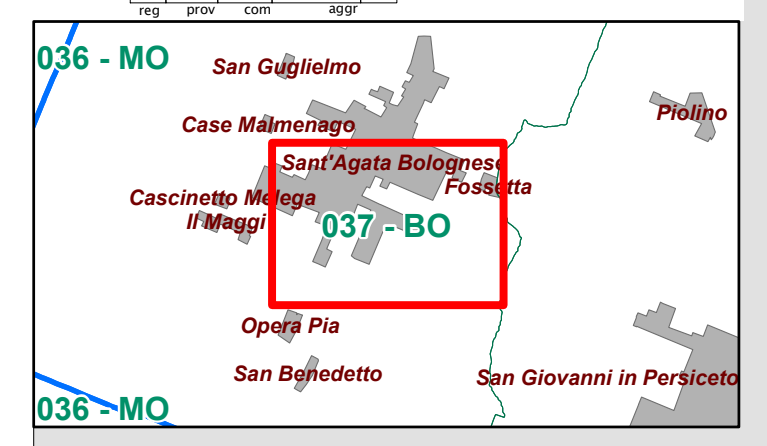 reg prov com aggr
036 - MO
San Guglielmo
Piolino
Case Malmenago
Sant'Agata Bolognese
Fossetta
Cascinetto Melega
Il Maggi
037 - BO
Opera Pia
San Benedetto
San Giovanni in Persiceto
036 - MO